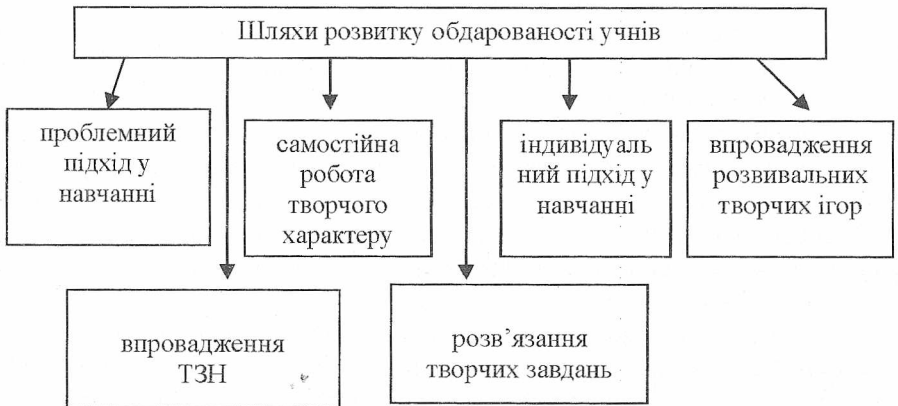 Шляхи розвитку обдарованості учнів
проблемний
підхід у
навчанні
самостійна
робота
творчого
характеру
індивідуаль
ний підхід у
навчанні
впровадження
розвивальних
творчих ігор
впровадження
ТЗН
розв’язання
творчих завдань